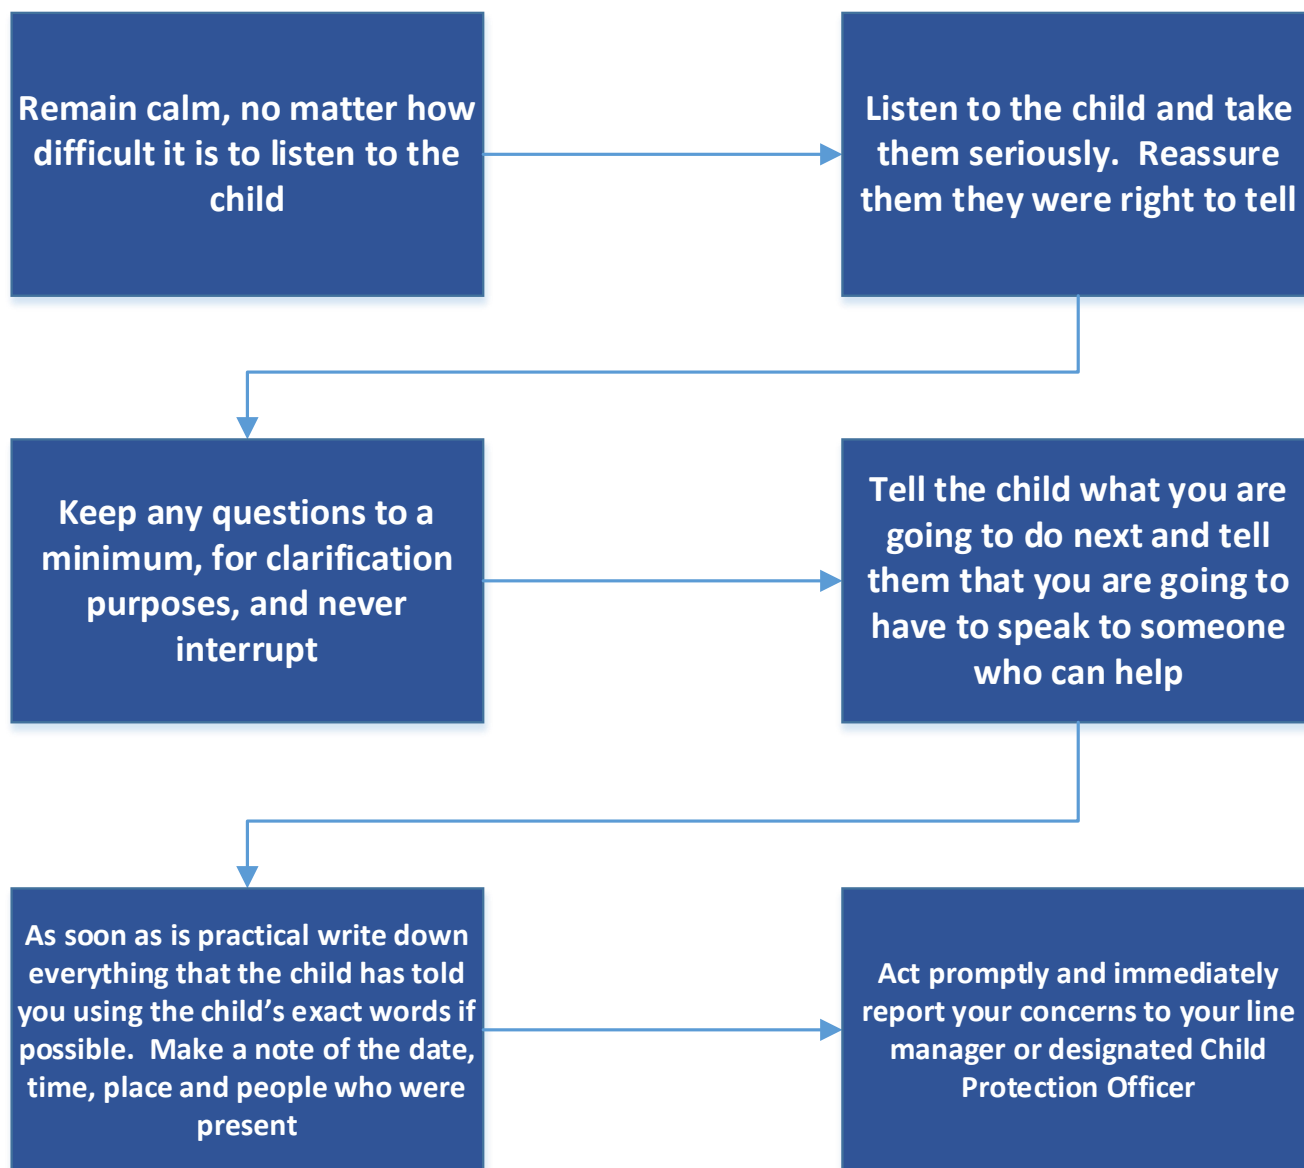 Remain calm, no matter how
difficult it is to listen to the
child
Listen to the child and take
them seriously.  Reassure
them they were right to tell
Keep any questions to a
minimum, for clarification
purposes, and never
interrupt
Tell the child what you are
going to do next and tell
them that you are going to
have to speak to someone
who can help
As soon as is practical write down
everything that the child has told
you using the child’s exact words if
possible.  Make a note of the date,
time, place and people who were
present
Act promptly and immediately
report your concerns to your line
manager or designated Child
Protection Officer